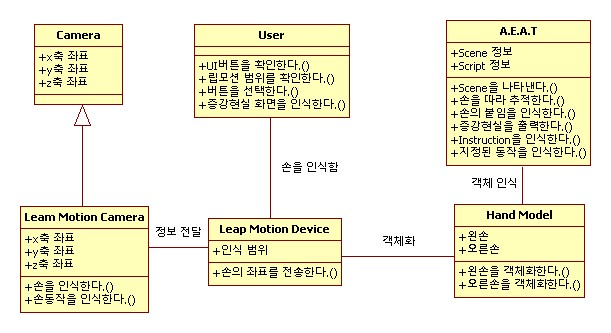 Camera
+x축 좌표
+y축 좌표
+z축 좌표
User
+UI버튼을 확인한다.()
+립모션 범위를 확인한다.()
+버튼을 선택한다.()
+증강현실 화면을 인식한다.()
A.E.A.T
+Scene 정보
+Script 정보
+Scene을 나타낸다.()
+손을 따라 추적한다.()
+손의 붙임을 인식한다.()
+증강현실을 출력한다.()
+Instruction을 인식한다.()
+지정된 동작을 인식한다.()
손을 인식함
객체 인식
Leam Motion Camera
+x축 좌표
+y축 좌표
+z축 좌표
+손을 인식한다.()
+손동작을 인식한다.()
정보 전달
Leap Motion Device
+인식 범위
+손의 좌표를 전송한다.()
객체화
Hand Model
+왼손
+오른손
+왼손을 객체화한다.()
+오른손을 객체화한다.()